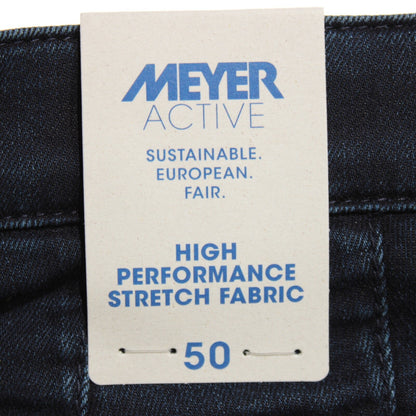 MEYER
ACTIVE
SUSTAINABLE.
EUROPEAN.
FAIR.
HIGH
PERFORMANCE
STRETCH FABRIC
50